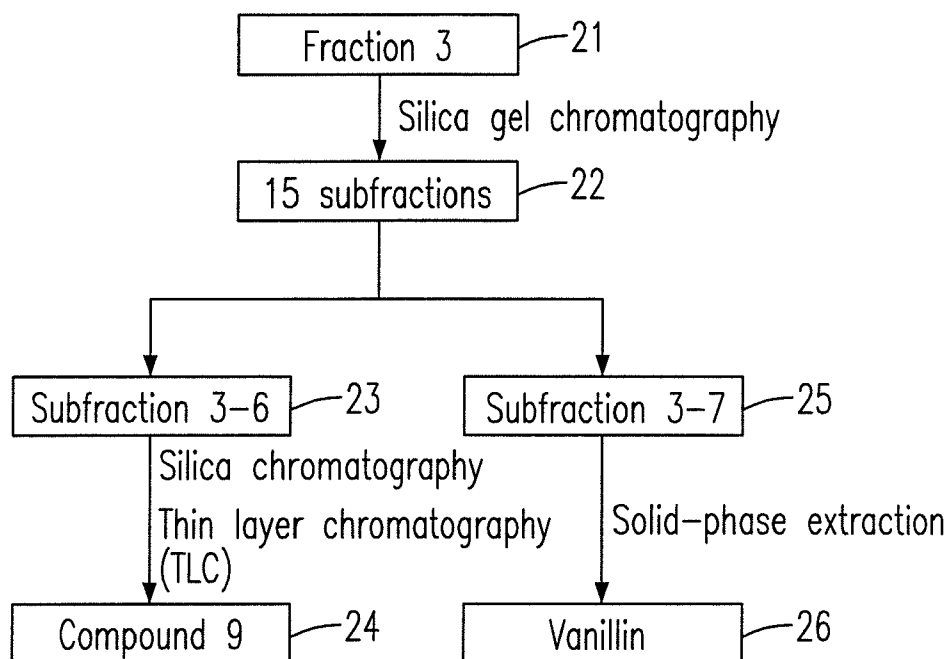 Fraction 3
21
Silica gel chromatography
15 subfractions
22
Subfraction 3-6
23
Subfraction 3-7
25
Silica chromatography
Thin layer chromatography
(TLC)
Solid-phase extraction
Compound 9
24
Vanillin
26